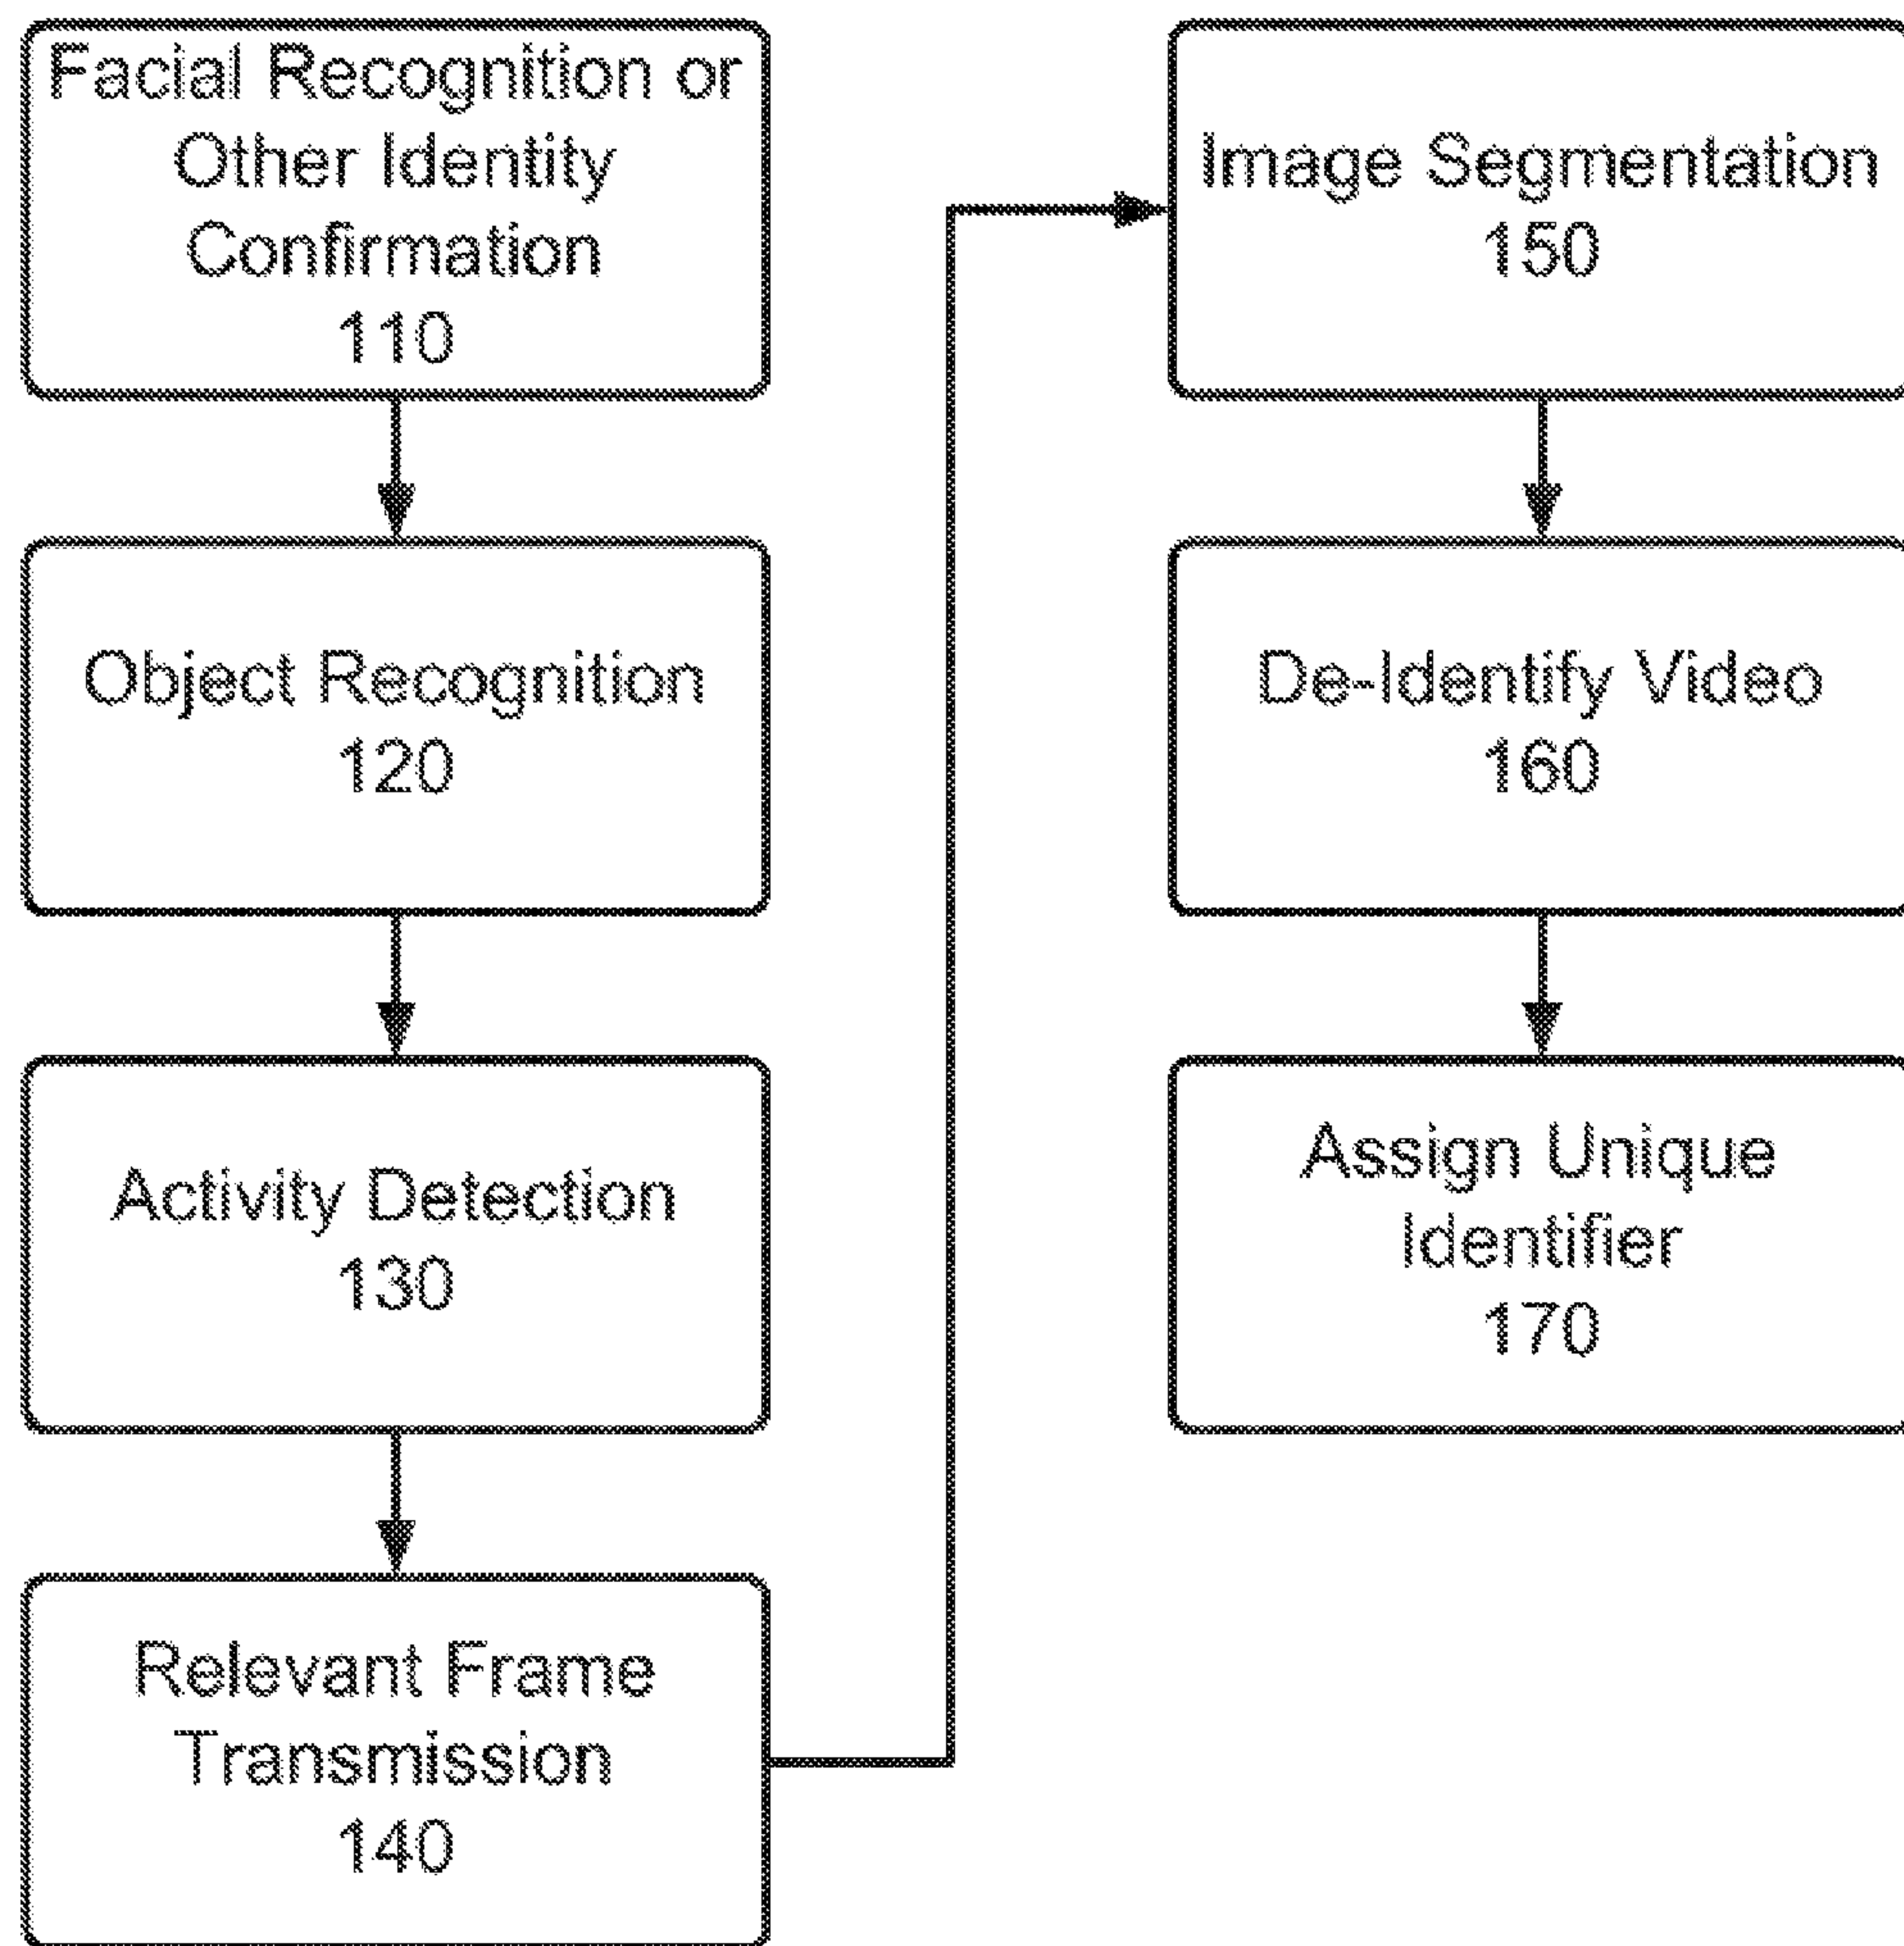 Facial Recognition or
Other Identity
Confirmation
110
Object Recognition
120
Activity Detection
130
Relevant Frame
Transmission
140
Image Segmentation
150
De-Identify Video
160
Assign Unique
Identifier
170